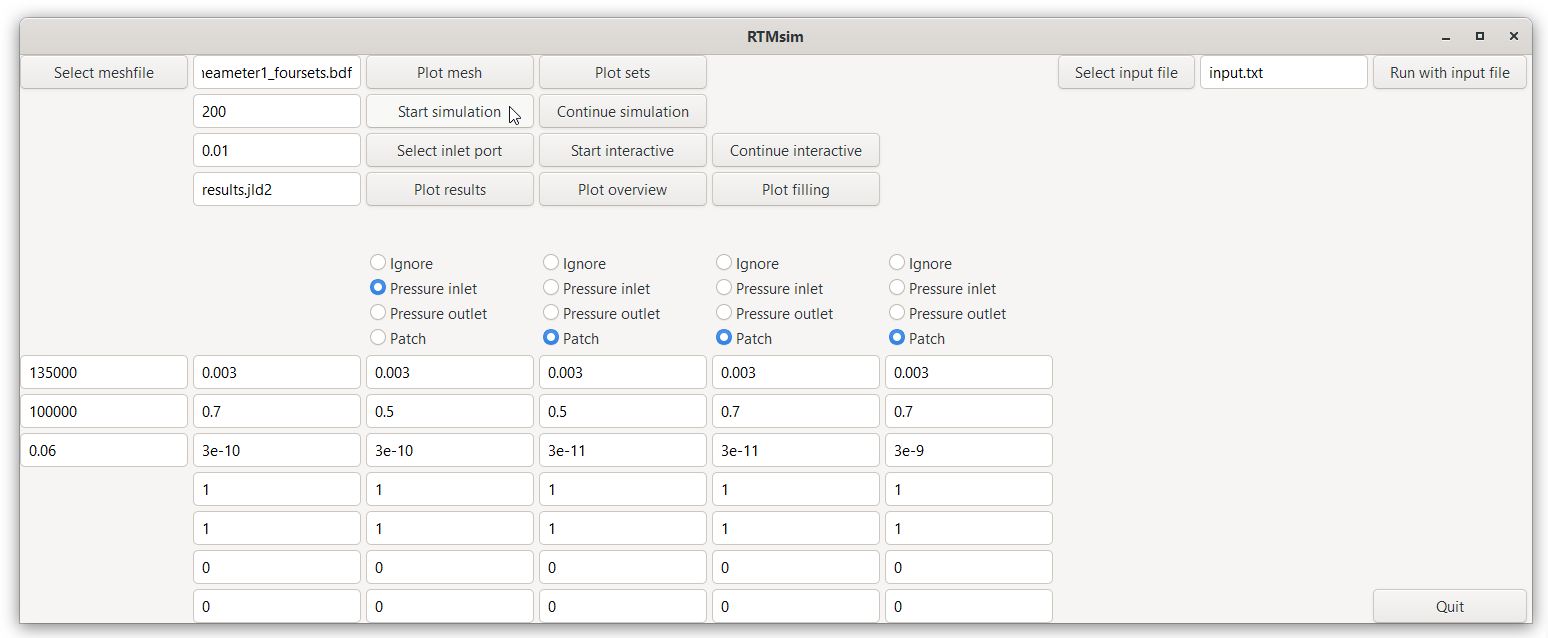 RTMsim
Select meshfile ıeameter1_foursets.bdf Plot mesh Plot sets Select input file input.txt Run with input file
200 Start simulation Continue simulation
0.01 Select inlet port Start interactive Continue interactive
results.jld2 Plot results Plot overview Plot filling
Ignore Ignore Ignore Ignore
Pressure inlet Pressure inlet Pressure inlet Pressure inlet
Pressure outlet Pressure outlet Pressure outlet Pressure outlet
Patch Patch Patch Patch
135000 0.003 0.003 0.003 0.003 0.003
100000 0.7 0.5 0.5 0.7 0.7
0.06 3e-10 3e-10 3e-11 3e-11 3e-9
1 1 1 1 1
1 1 1 1 1
0 0 0 0 0
0 0 0 0 0 Quit